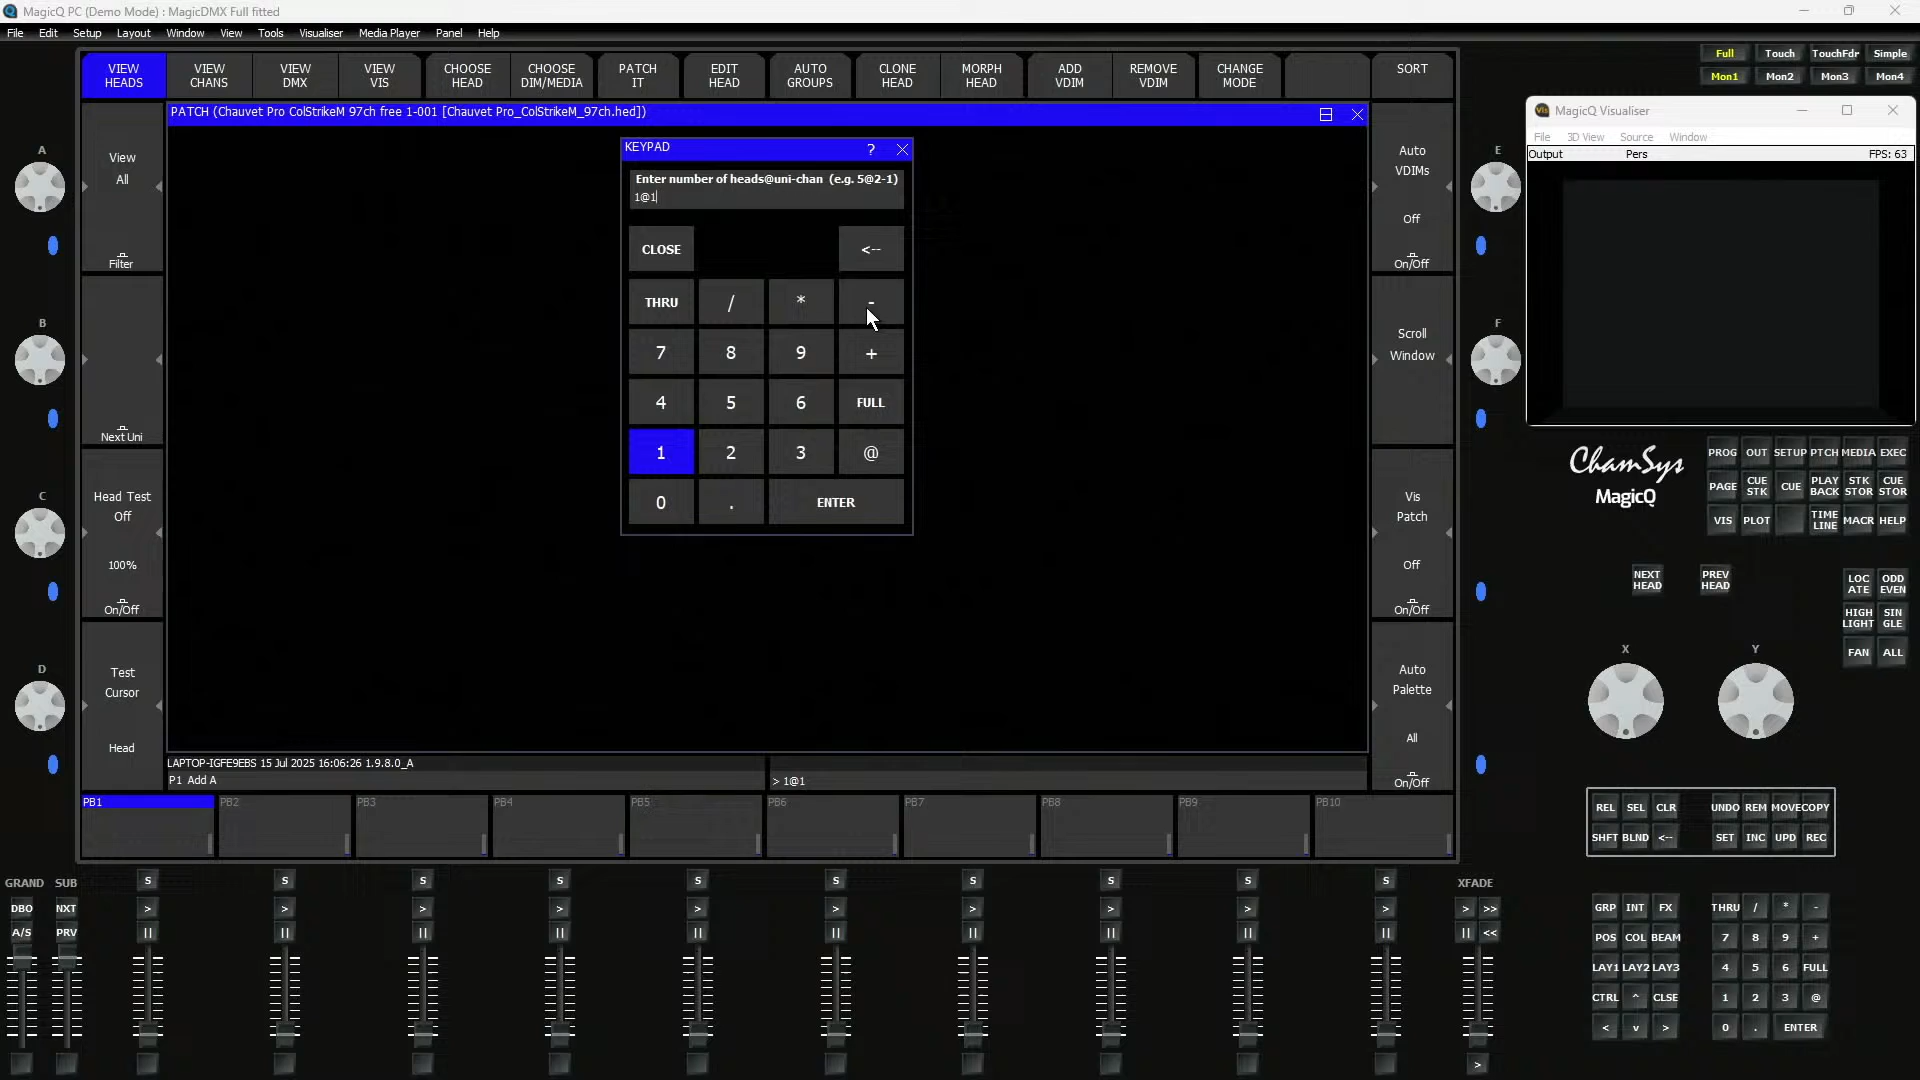 MagicQ PC (Demo Mode) : MagicDMX Full fitted
File Edit Setup Layout Window View Tools Visualiser Media Player Panel Help
VIEW HEADS
VIEW CHANS
VIEW DMX
VIEW VIS
CHOOSE HEAD
CHOOSE DIM/MEDIA
PATCH IT
EDIT HEAD
AUTO GROUPS
CLONE HEAD
MORPH HEAD
ADD VDIM
REMOVE VDIM
CHANGE MODE
SORT
Full Touch TouchFdr Simple
Mon1 Mon2 Mon3 Mon4
PATCH (Chauvet Pro ColStrikeM 97ch free 1-001 [Chauvet Pro_ColStrikeM_97ch.hed])
A
View
All
Filter
B
Next Uni
C
Head Test
Off
100%
On/Off
D
Test
Cursor
Head
KEYPAD ?
Enter number of heads@uni-chan (e.g. 5@2-1)
1@1
CLOSE <--
THRU / * -
7 8 9 +
4 5 6 FULL
1 2 3 @
0 . ENTER
Auto
VDIMs
Off
On/Off
Scroll
Window
Vis
Patch
Off
On/Off
Auto
Palette
All
On/Off
E
F
MagicQ Visualiser
File 3D View Source Window
Output Pers FPS: 63
ChamSys
MagicQ
PROG OUT SETUP PTCH MEDIA EXEC
PAGE CUE STK CUE PLAY BACK STK STOR CUE STOR
VIS PLOT TIME LINE MACR HELP
NEXT HEAD
PREV HEAD
LOC ATE ODD EVEN
HIGH LIGHT SIN GLE
FAN ALL
X Y
LAPTOP-IGFE9EBS 15 Jul 2025 16:06:26 1.9.8.0_A
P1 Add A
> 1@1
PB1 PB2 PB3 PB4 PB5 PB6 PB7 PB8 PB9 PB10
REL SEL CLR UNDO REM MOVE COPY
SHFT BLND <-- SET INC UPD REC
GRAND SUB S S S S S S S S S S XFADE
DBO NXT > > > > > > > > > > > >>
A/S PRV || || || || || || || || || || || <<
>
GRP INT FX THRU / * -
POS COL BEAM 7 8 9 +
LAY1 LAY2 LAY3 4 5 6 FULL
CTRL ^ CLSE 1 2 3 @
< v > 0 . ENTER